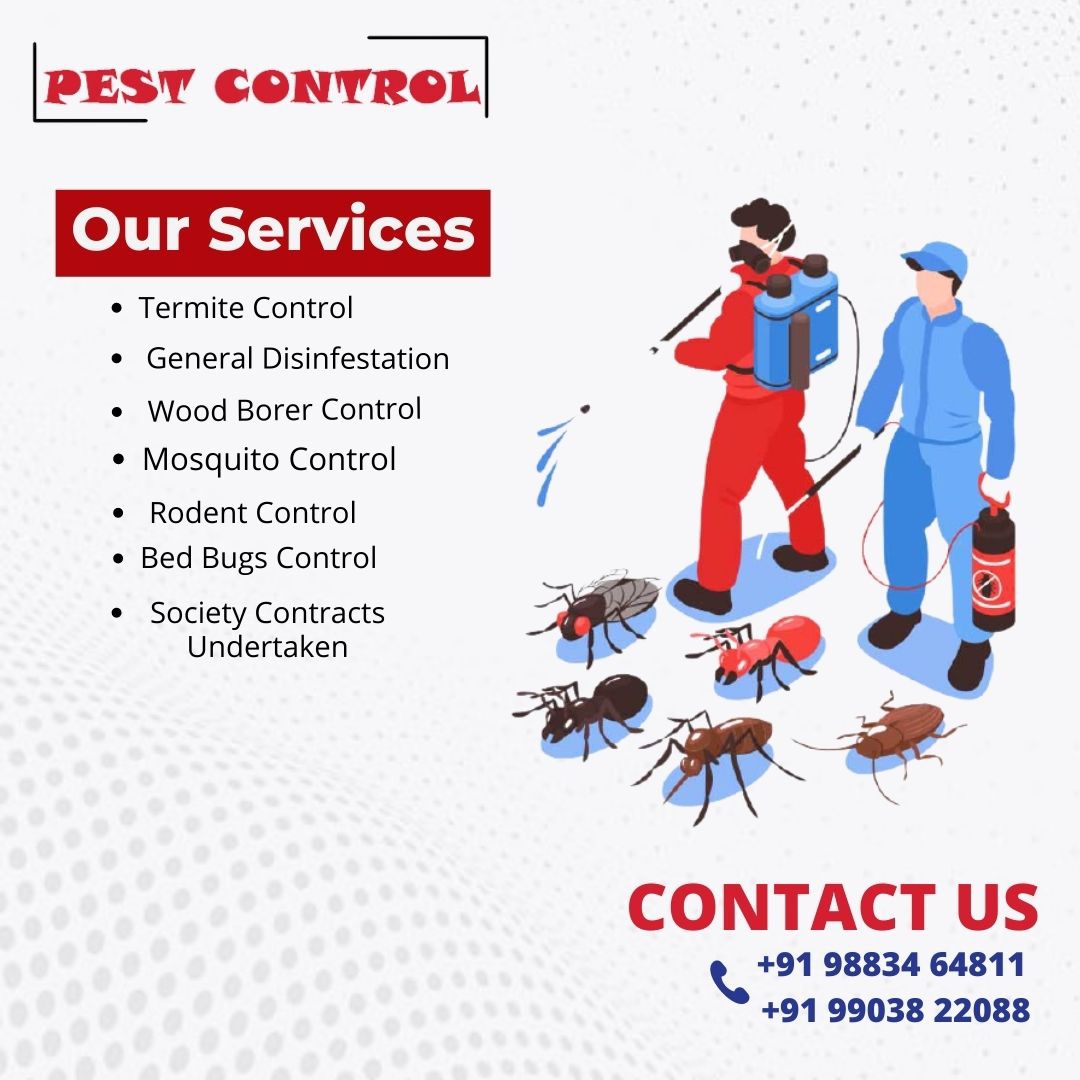 PEST CONTROL
Our Services
• Termite Control
• General Disinfestation
• Wood Borer Control
• Mosquito Control
• Rodent Control
• Bed Bugs Control
• Society Contracts
Undertaken
CONTACT US
+91 98834 64811
+91 99038 22088